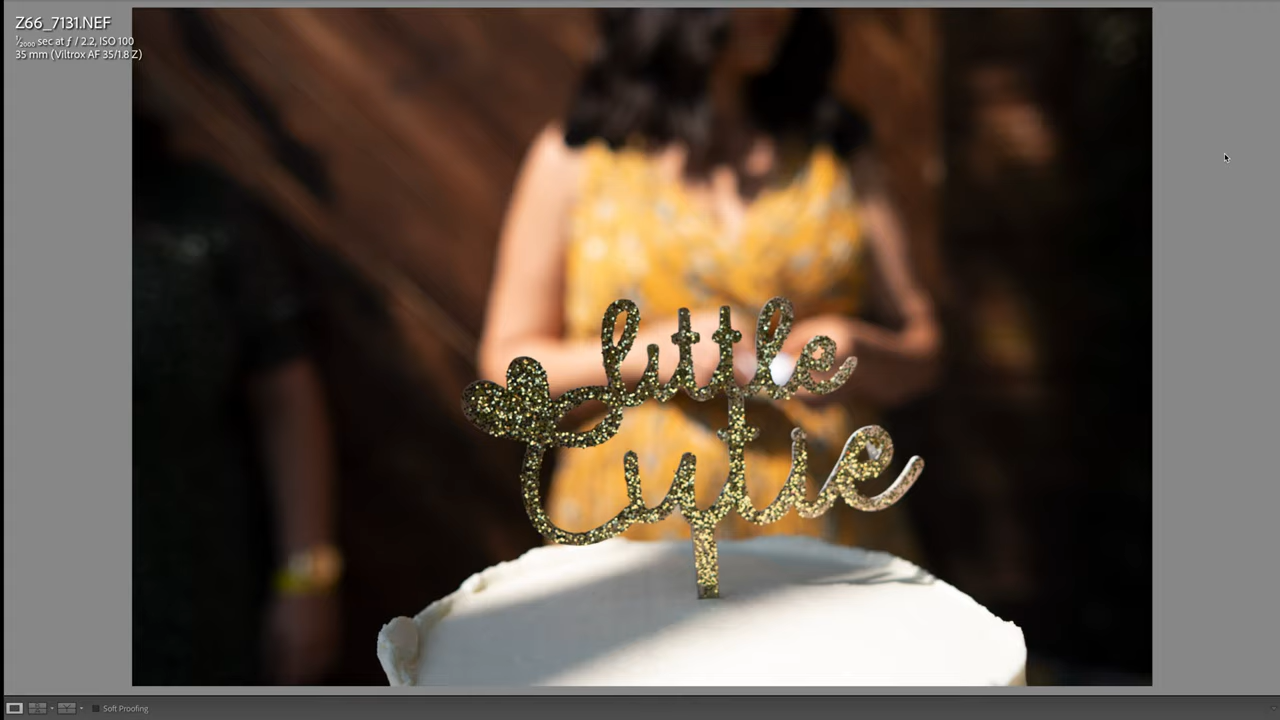 Z66_7131.NEF
1/2000 sec at ƒ / 2.2, ISO 100
35 mm (Viltrox AF 35/1.8 Z)
little
Cutie
Soft Proofing